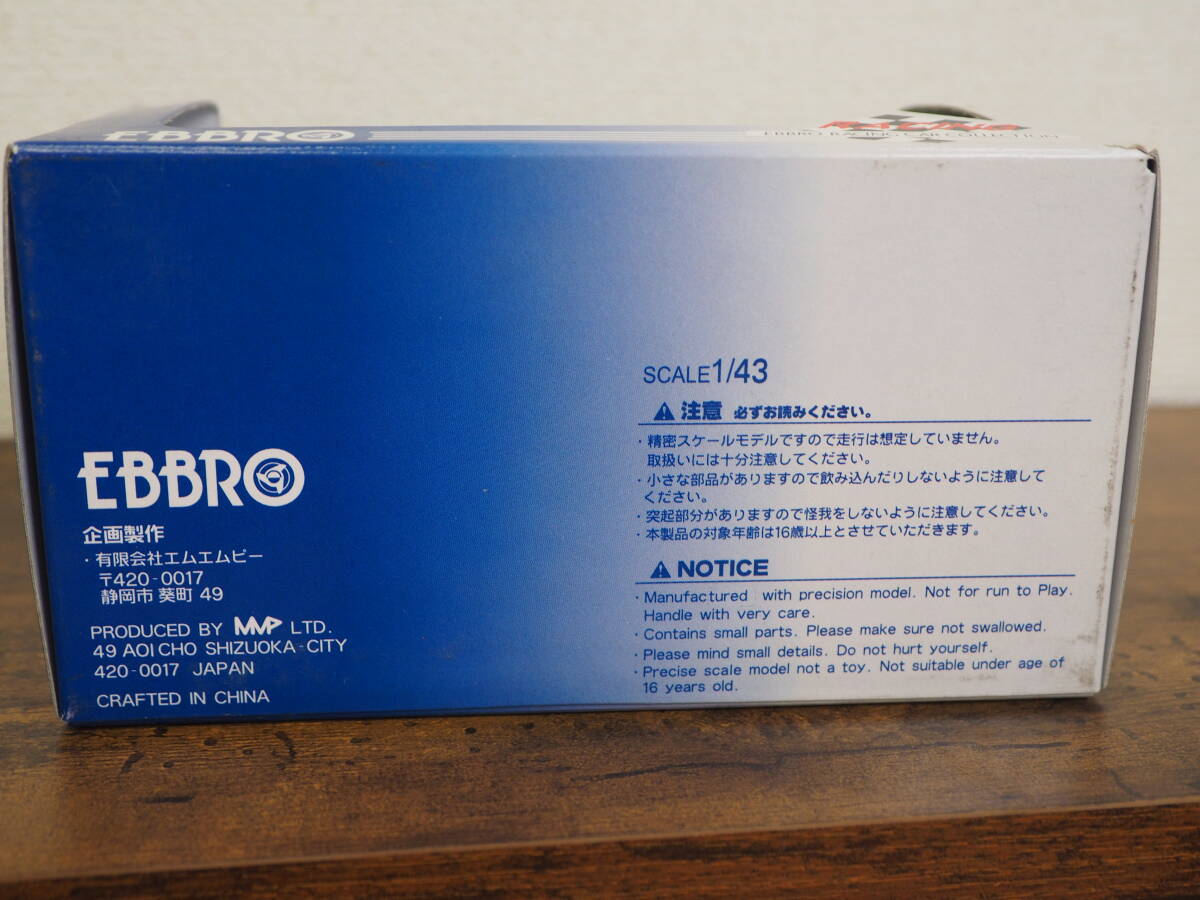 EBBRO
RACING
EBBRO RACING CAR COLLECTION
SCALE1/43
注意 必ずお読みください。
・精密スケールモデルですので走行は想定していません。
取扱いには十分注意してください。
・小さな部品がありますので飲み込んだりしないように注意して
ください。
・突起部分がありますので怪我をしないように注意してください。
・本製品の対象年齢は16歳以上とさせていただきます。
NOTICE
・Manufactured with precision model. Not for run to Play.
Handle with very care.
・Contains small parts. Please make sure not swallowed.
・Please mind small details. Do not hurt yourself.
・Precise scale model not a toy. Not suitable under age of
16 years old.
EBBRO
企画製作
・有限会社エムエムピー
〒420-0017
静岡市 葵町 49
PRODUCED BY MMP LTD.
49 AOI CHO SHIZUOKA-CITY
420-0017 JAPAN
CRAFTED IN CHINA